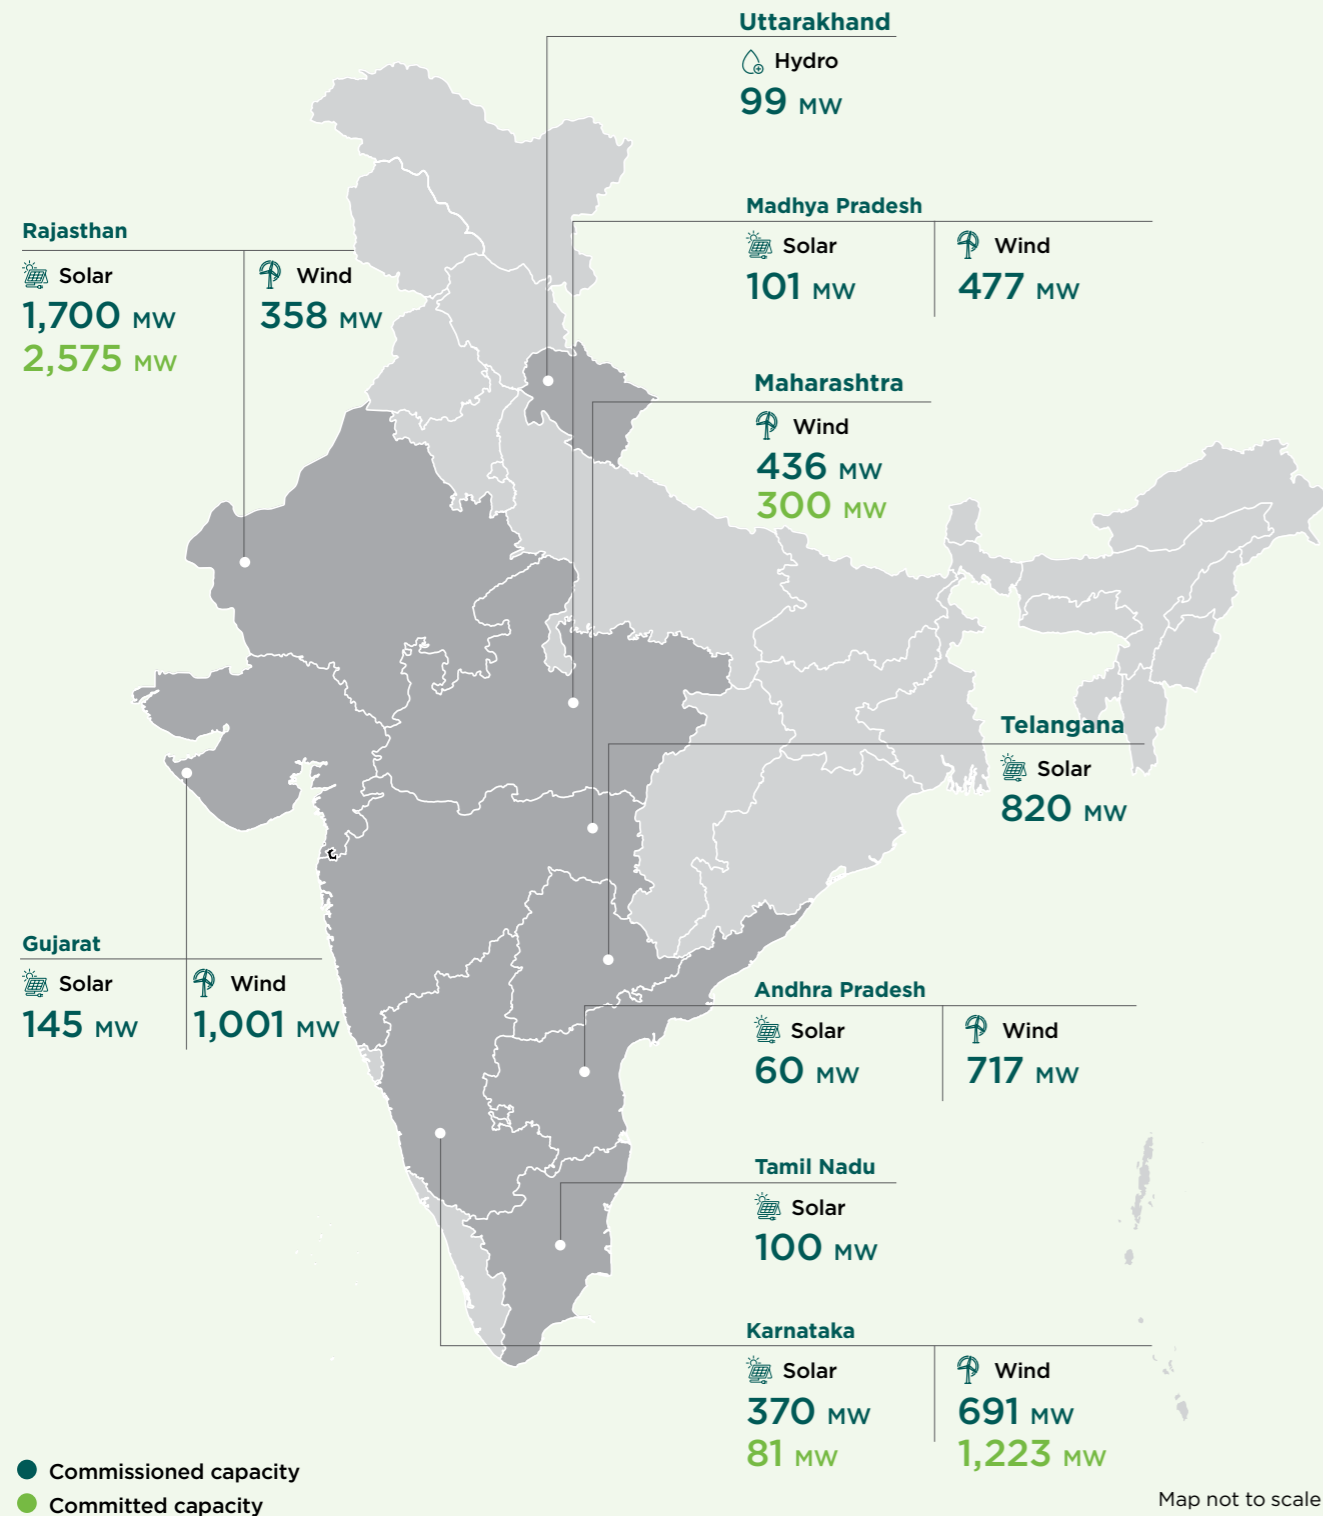 Uttarakhand
Hydro
99 MW
Rajasthan
Solar
1,700 MW
2,575 MW
Wind
358 MW
Madhya Pradesh
Solar
101 MW
Wind
477 MW
Maharashtra
Wind
436 MW
300 MW
Telangana
Solar
820 MW
Gujarat
Solar
145 MW
Wind
1,001 MW
Andhra Pradesh
Solar
60 MW
Wind
717 MW
Tamil Nadu
Solar
100 MW
Karnataka
Solar
370 MW
81 MW
Wind
691 MW
1,223 MW
Commissioned capacity
Committed capacity
Map not to scale